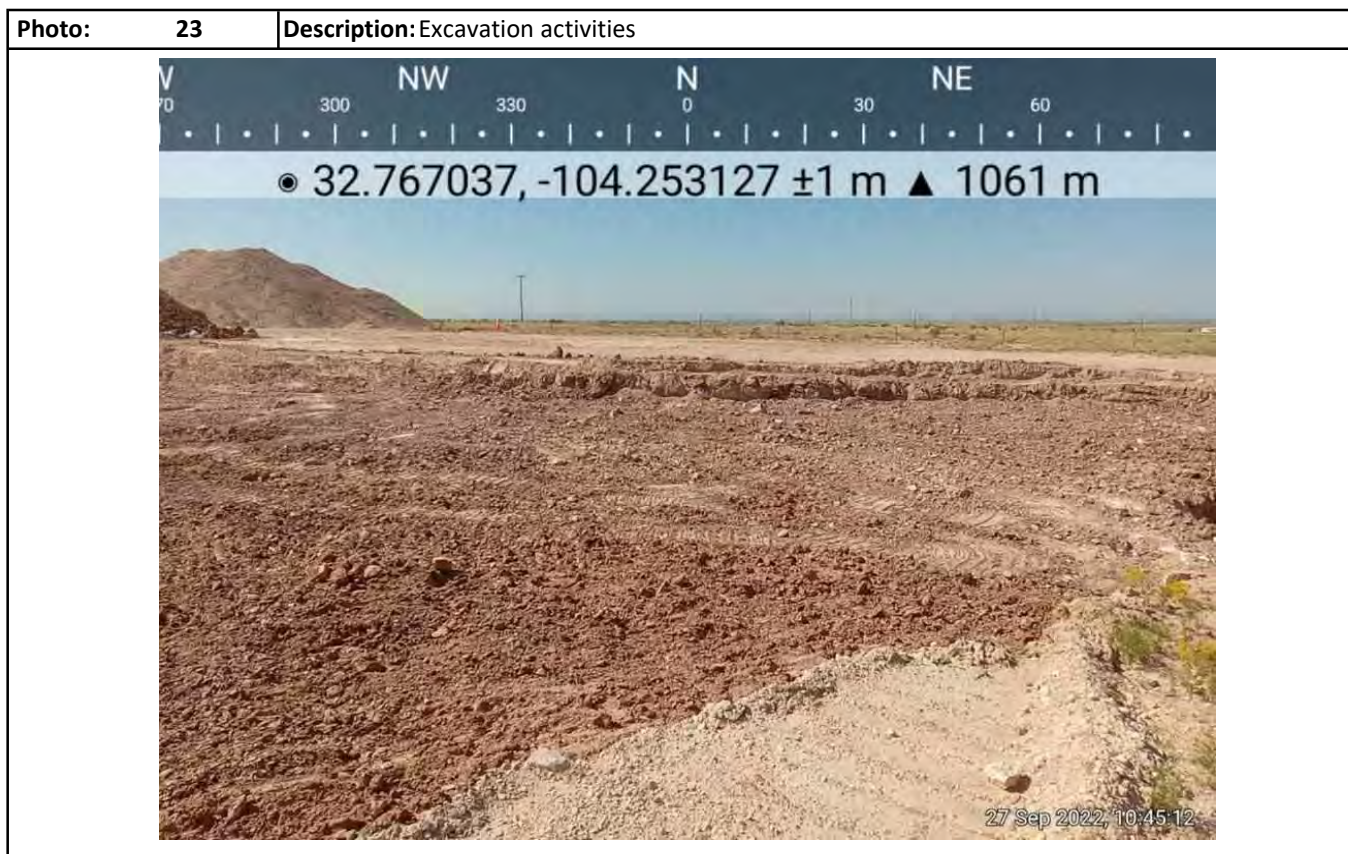 Photo: 23 Description: Excavation activities
W NW N NE
70 300 330 0 30 60
32.767037, -104.253127 ±1 m ▲ 1061 m
27 Sep 2022, 10:45:12